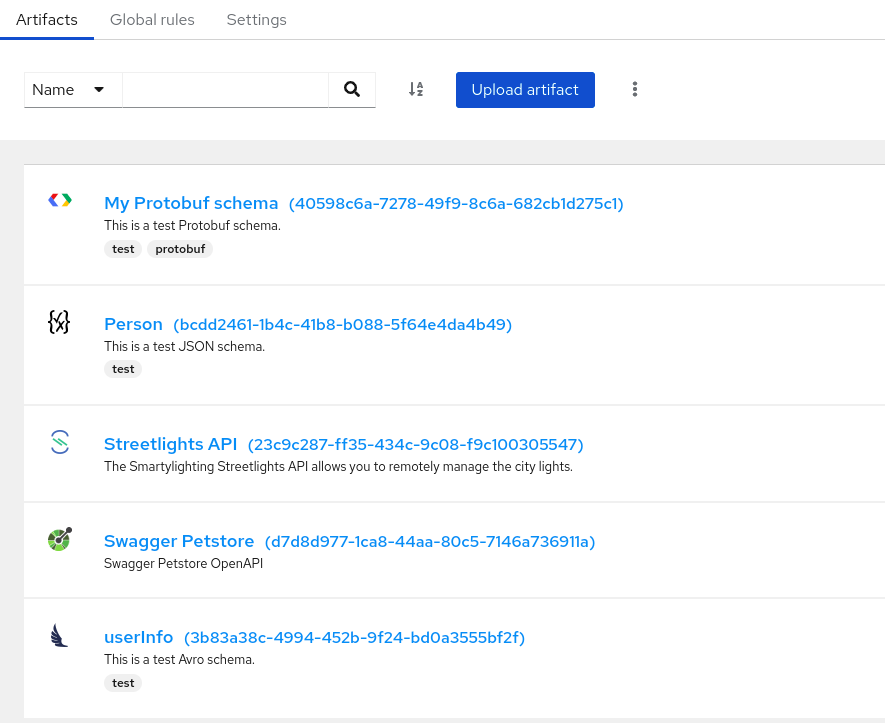 Artifacts Global rules Settings
Name Upload artifact
My Protobuf schema (40598c6a-7278-49f9-8c6a-682cb1d275c1)
This is a test Protobuf schema.
test protobuf
Person (bcdd2461-1b4c-41b8-b088-5f64e4da4b49)
This is a test JSON schema.
test
Streetlights API (23c9c287-ff35-434c-9c08-f9c100305547)
The Smartylighting Streetlights API allows you to remotely manage the city lights.
Swagger Petstore (d7d8d977-1ca8-44aa-80c5-7146a736911a)
Swagger Petstore OpenAPI
userInfo (3b83a38c-4994-452b-9f24-bd0a3555bf2f)
This is a test Avro schema.
test